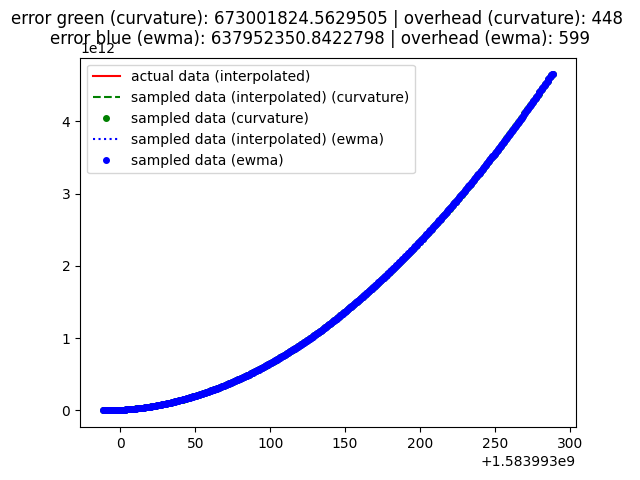 error green (curvature): 673001824.5629505 | overhead (curvature): 448
error blue (ewma): 637952350.8422798 | overhead (ewma): 599
1e12
actual data (interpolated)
sampled data (interpolated) (curvature)
sampled data (curvature)
sampled data (interpolated) (ewma)
sampled data (ewma)
4
3
2
1
0
0 50 100 150 200 250 300
+1.583993e9